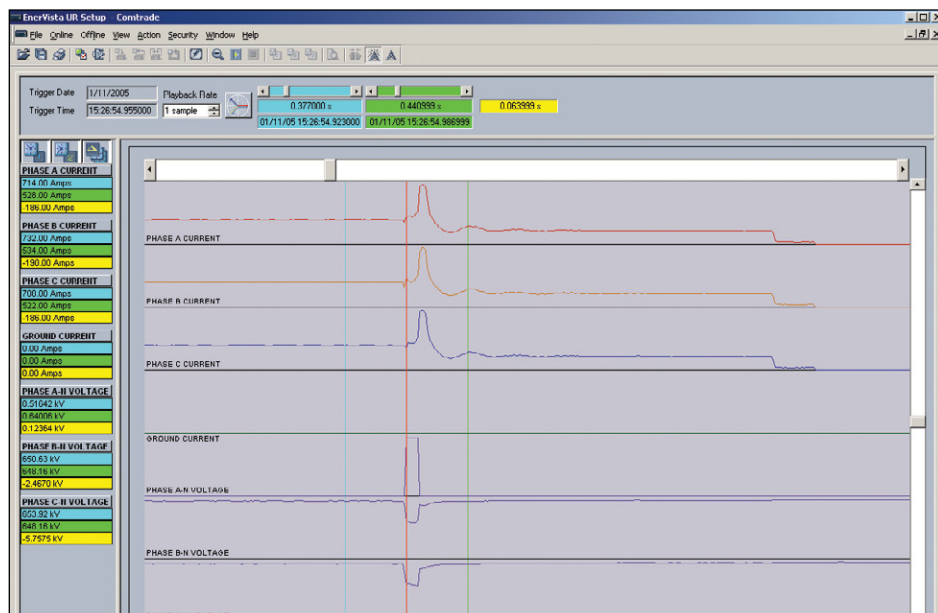 EnerVista UR Setup - Comtrade
File Online Offline View Action Security Window Help
Trigger Date 1/11/2005 Playback Rate
Trigger Time 15:26:54.955000 1 sample
0.377000 s 0.440999 s 0.063999 s
01/11/05 15:26:54.923000 01/11/05 15:26:54.986999
PHASE A CURRENT
714.00 Amps
528.00 Amps
-186.00 Amps
PHASE B CURRENT
732.00 Amps
534.00 Amps
-190.00 Amps
PHASE C CURRENT
700.00 Amps
522.00 Amps
-186.00 Amps
GROUND CURRENT
0.00 Amps
0.00 Amps
0.00 Amps
PHASE A-N VOLTAGE
0.51642 kV
0.64006 kV
0.12364 kV
PHASE B-N VOLTAGE
650.63 kV
648.16 kV
-2.4670 kV
PHASE C-N VOLTAGE
653.92 kV
648.16 kV
-5.7575 kV
PHASE A CURRENT
PHASE B CURRENT
PHASE C CURRENT
GROUND CURRENT
PHASE A-N VOLTAGE
PHASE B-N VOLTAGE